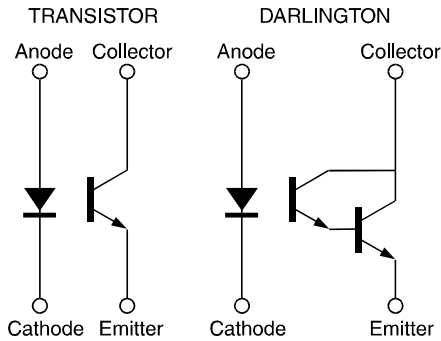 TRANSISTOR DARLINGTON
Anode Collector Anode Collector
Cathode Emitter Cathode Emitter